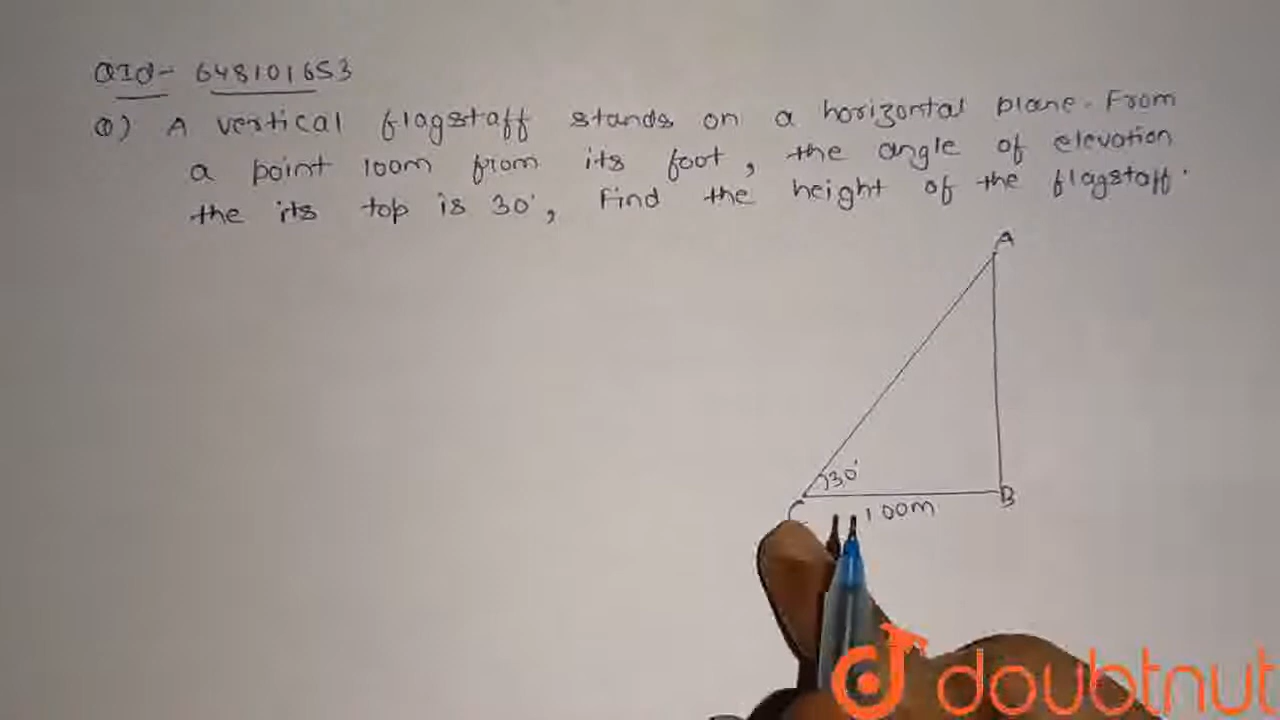 QId- 648101653
Q) A vertical flagstaff stands on a horizontal plane. From
a point 100m from its foot, the angle of elevation
the its top is 30°, Find the height of the flagstaff.
A
30°
C
100m
B
doubtnut